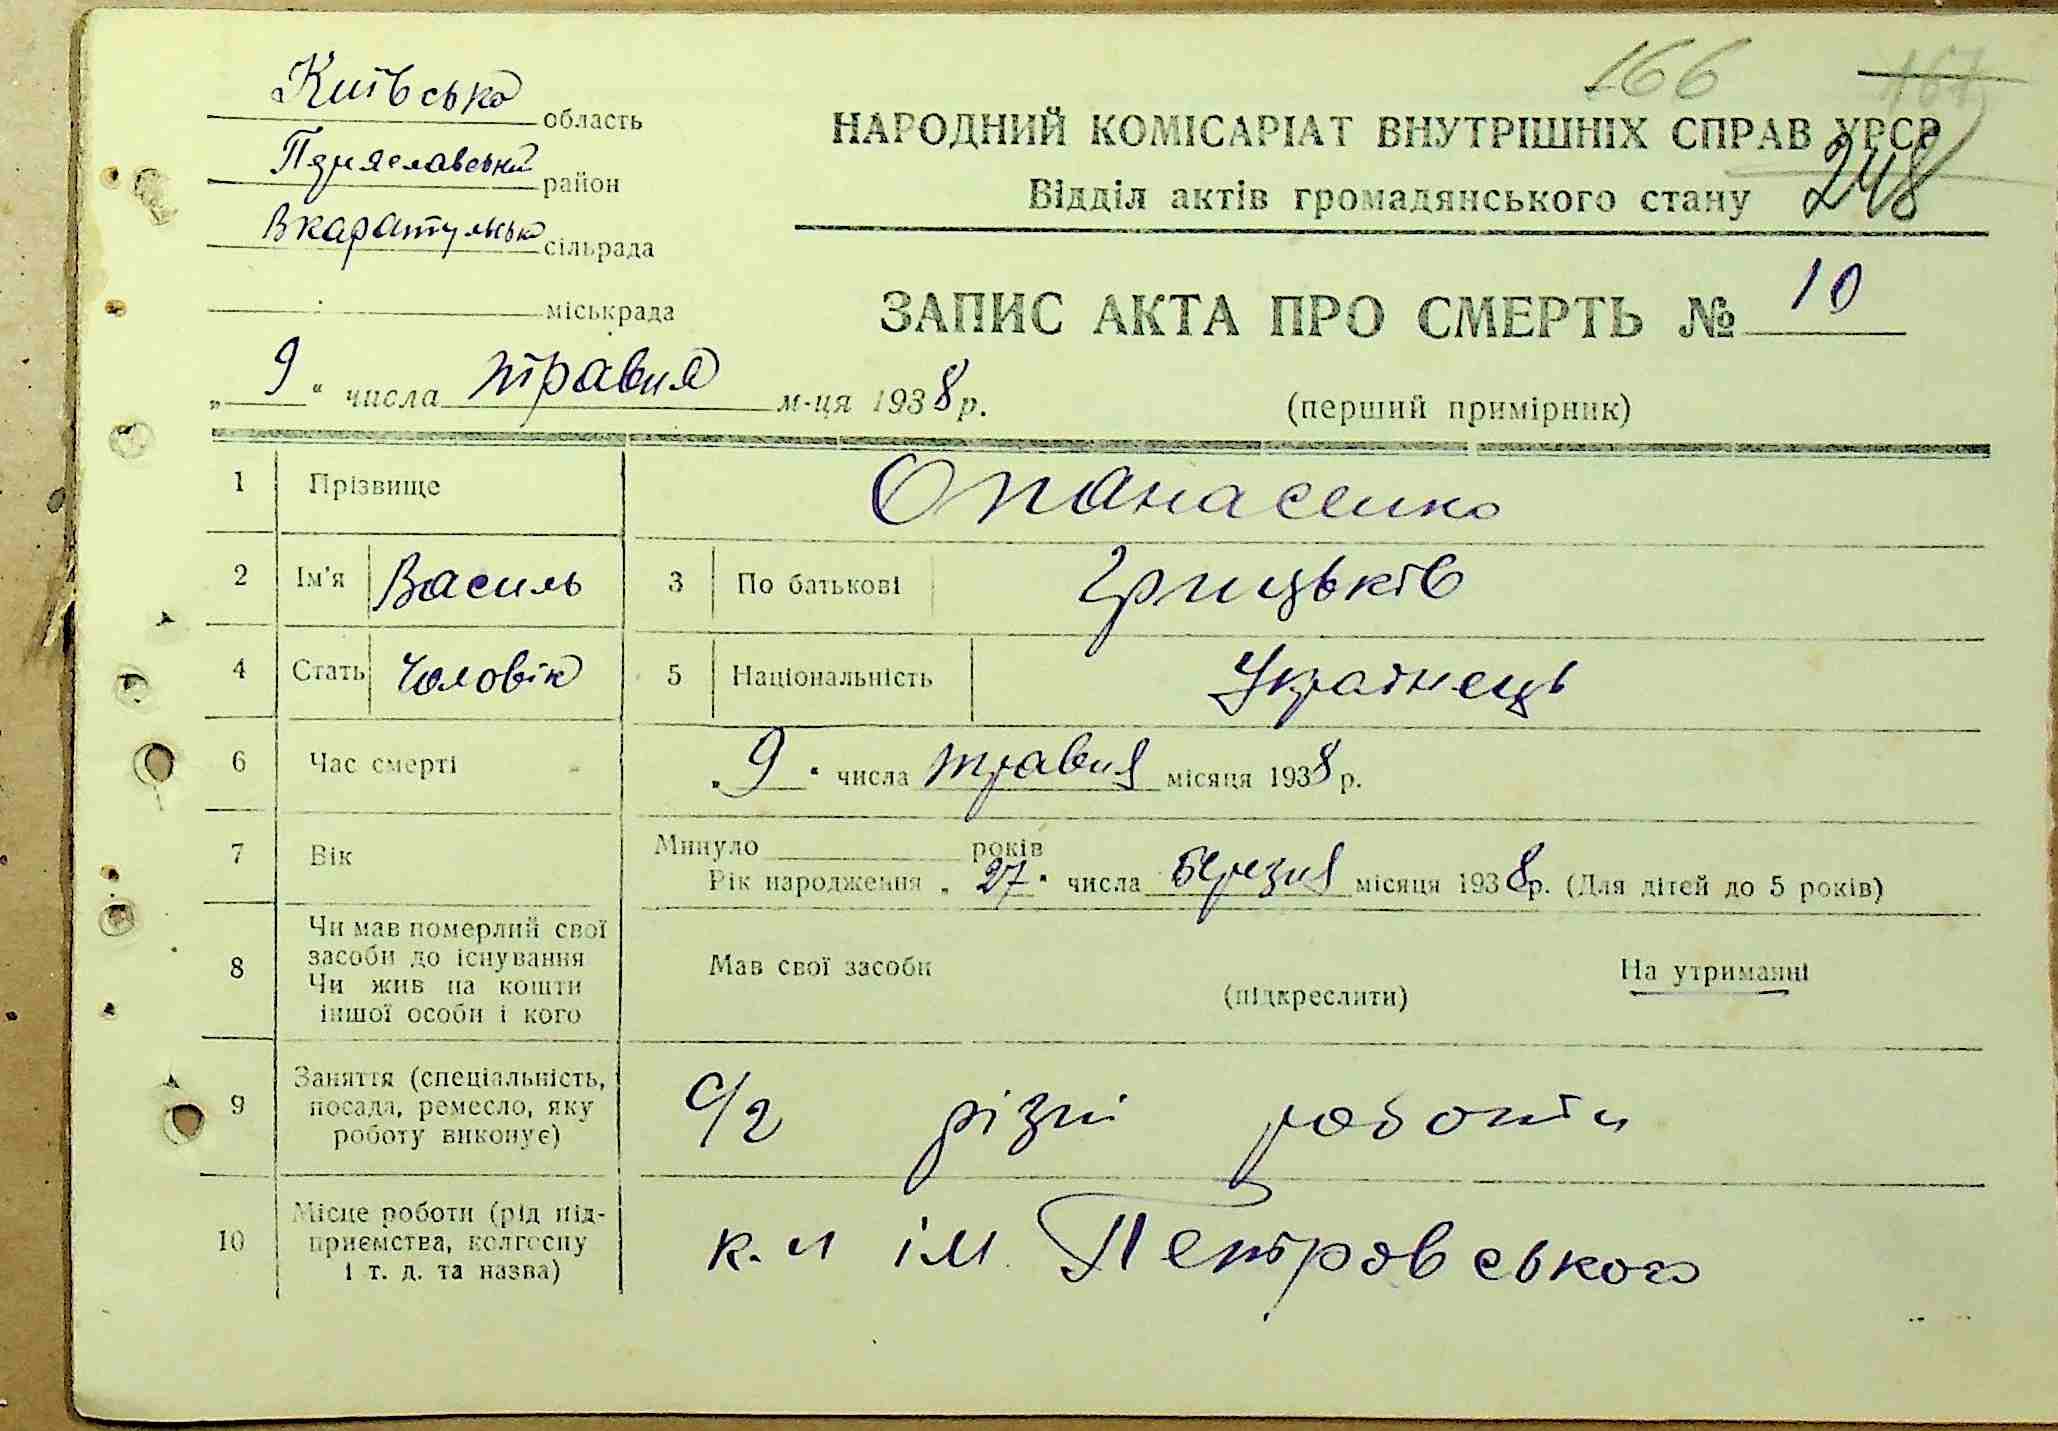 166 167
248
Київська область
Переяславський район
Вкаратульськ сільрада
міськрада
НАРОДНИЙ КОМІСАРІАТ ВНУТРІШНІХ СПРАВ УРСР
Відділ актів громадянського стану
ЗАПИС АКТА ПРО СМЕРТЬ № 10
„ 9 " числа травня м-ця 1938 р.
(перший примірник)
1 Прізвище Опанасенко
2 Ім'я Василь 3 По батькові Грицьків
4 Стать Чоловік 5 Національність Українець
6 Час смерті „ 9 " числа травня місяця 1938 р.
7 Вік Минуло років
Рік народження „ 27 " числа березня місяця 1938 р. (Для дітей до 5 років)
8 Чи мав померлий свої
засоби до існування
Чи жив на кошти
іншої особи і кого
Мав свої засоби (підкреслити) На утриманні
9 Заняття (спеціальність,
посада, ремесло, яку
роботу виконує)
с/г різні роботи
10 Місце роботи (рід під-
приємства, колгоспу
і т. д. та назва)
ім Петровського